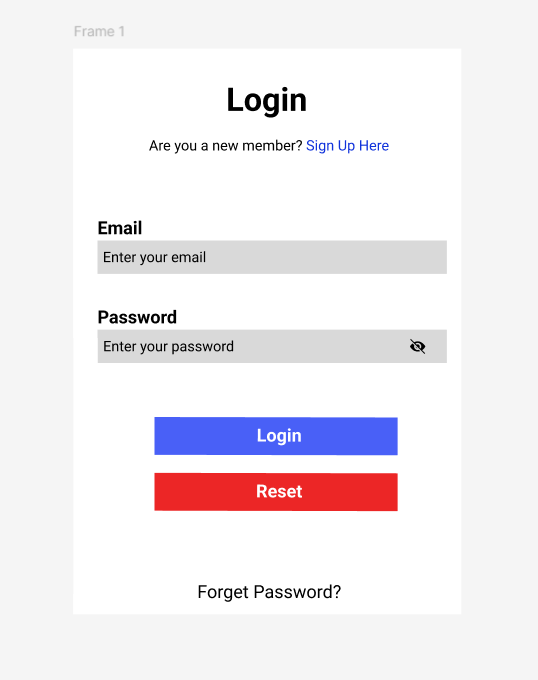 Frame 1
Login
Are you a new member? Sign Up Here
Email
Enter your email
Password
Enter your password
Login
Reset
Forget Password?